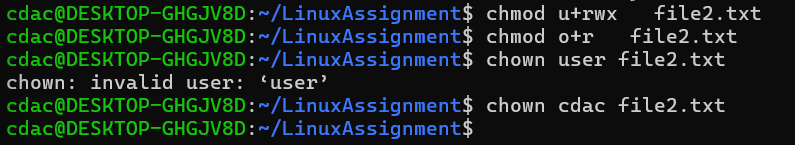 cdac@DESKTOP-GHGJV8D:~/LinuxAssignment$ chmod u+rwx   file2.txt
cdac@DESKTOP-GHGJV8D:~/LinuxAssignment$ chmod o+r   file2.txt
cdac@DESKTOP-GHGJV8D:~/LinuxAssignment$ chown user file2.txt
chown: invalid user: ‘user’
cdac@DESKTOP-GHGJV8D:~/LinuxAssignment$ chown cdac file2.txt
cdac@DESKTOP-GHGJV8D:~/LinuxAssignment$